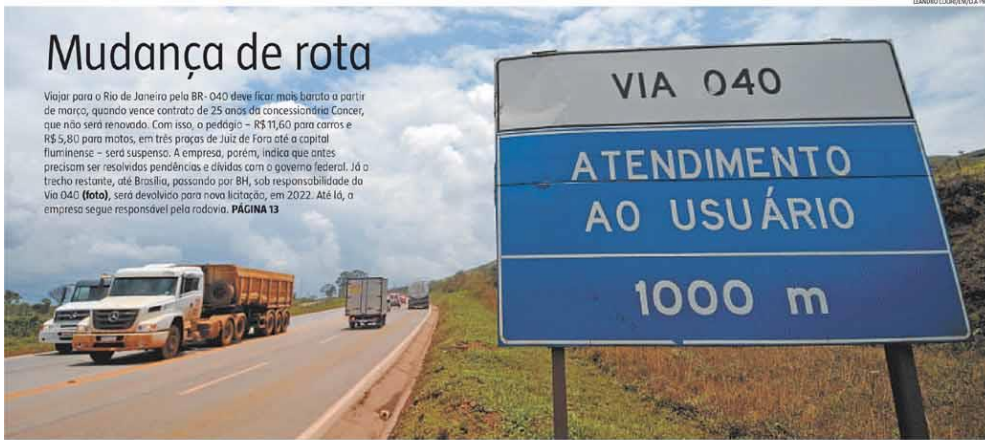 Mudança de rota
Viajar para o Rio de Janeiro pela BR- 040 deve ficar mais barato a partir
de março, quando vence contrato de 25 anos da concessionária Concer,
que não será renovado. Com isso, o pedágio – R$ 11,60 para carros e
R$ 5,80 para motos, em três praças de Juiz de Fora até a capital
fluminense – será suspenso. A empresa, porém, indica que antes
precisam ser resolvidas pendências e dívidas com o governo federal. Já o
trecho restante, até Brasília, passando por BH, sob responsabilidade da
Via 040 (foto), será devolvido para nova licitação, em 2022. Até lá, a
empresa segue responsável pela rodovia. PÁGINA 13
VIA 040
ATENDIMENTO
AO USUÁRIO
1000 m